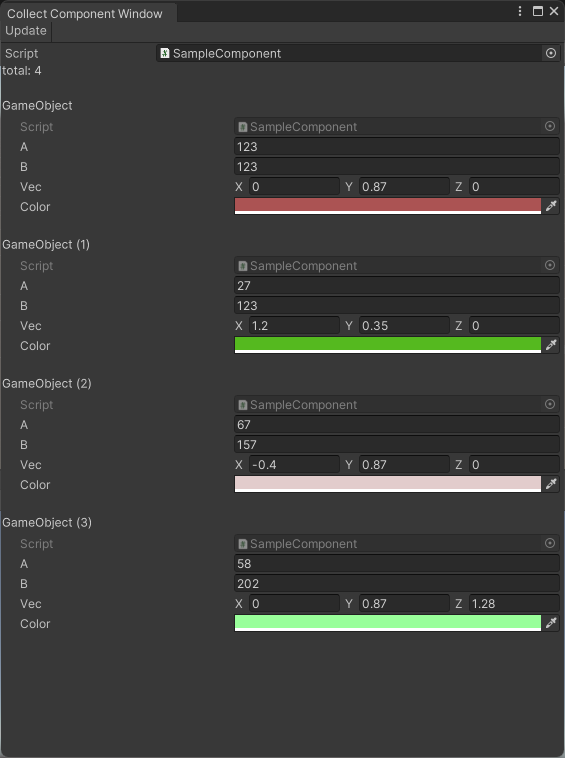 Collect Component Window
Update
Script SampleComponent
total: 4
GameObject
Script SampleComponent
A 123
B 123
Vec X 0 Y 0.87 Z 0
Color
GameObject (1)
Script SampleComponent
A 27
B 123
Vec X 1.2 Y 0.35 Z 0
Color
GameObject (2)
Script SampleComponent
A 67
B 157
Vec X -0.4 Y 0.87 Z 0
Color
GameObject (3)
Script SampleComponent
A 58
B 202
Vec X 0 Y 0.87 Z 1.28
Color